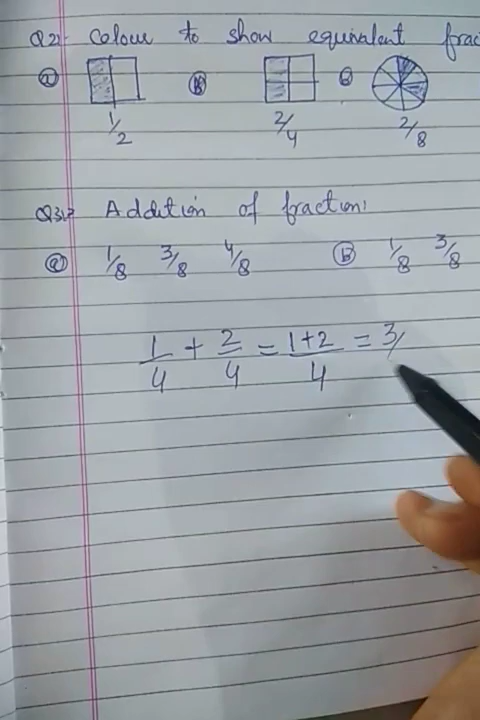 Q2) Colour to show equivalent frac
a B c
1/2 2/4 2/8
Q3) Addition of fraction:
a 1/8 3/8 4/8 B 1/8 3/8
1/4 + 2/4 = 1+2/4 = 3/